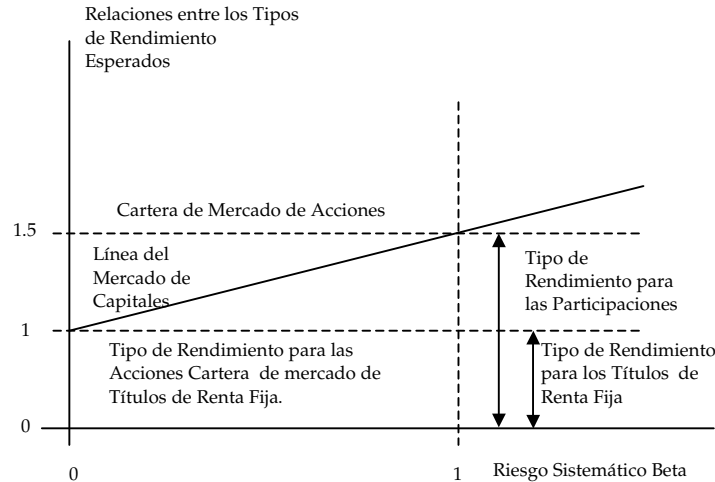 Relaciones entre los Tipos
de Rendimiento
Esperados
Cartera de Mercado de Acciones
1.5
Línea del
Mercado de
Capitales
Tipo de
Rendimiento para
las Participaciones
1
Tipo de Rendimiento para las
Acciones Cartera de mercado de
Títulos de Renta Fija.
Tipo de Rendimiento
para los Títulos de
Renta Fija
0
0
1
Riesgo Sistemático Beta